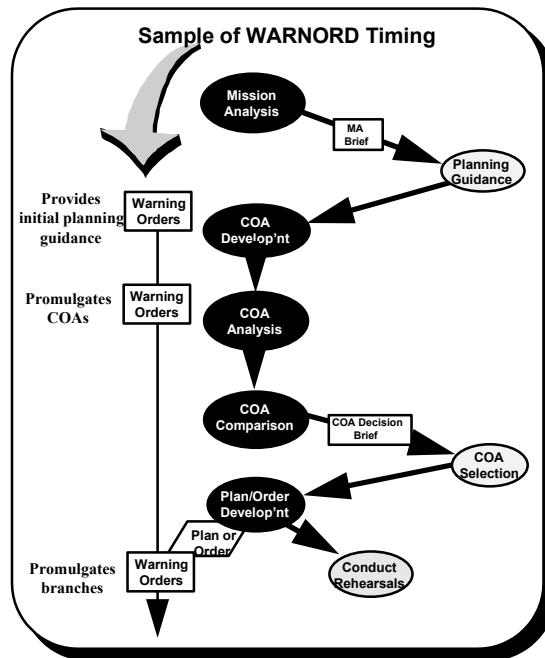 Sample of WARNORD Timing
Mission
Analysis
MA
Brief
Planning
Guidance
Provides
initial planning
guidance
Warning
Orders
COA
Develop'nt
Promulgates
COAs
Warning
Orders
COA
Analysis
COA
Comparison
COA Decision
Brief
COA
Selection
Plan/Order
Develop'nt
Plan or
Order
Promulgates
branches
Warning
Orders
Conduct
Rehearsals